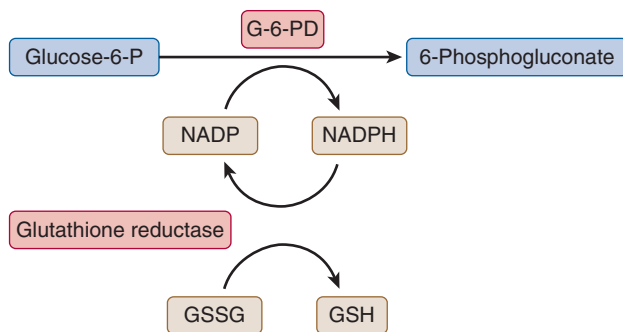 G-6-PD
Glucose-6-P
6-Phosphogluconate
NADP
NADPH
Glutathione reductase
GSSG
GSH